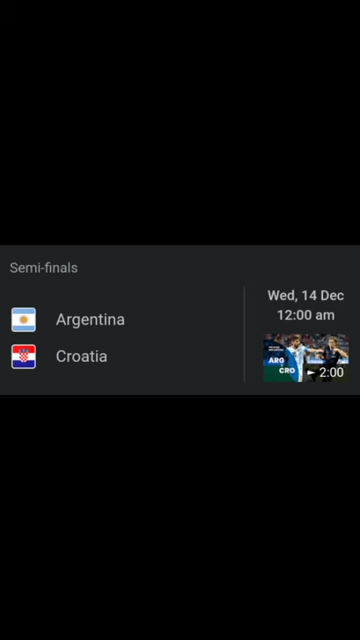 Semi-finals
Wed, 14 Dec
12:00 am
Argentina
Croatia
ARG
CRO
2:00